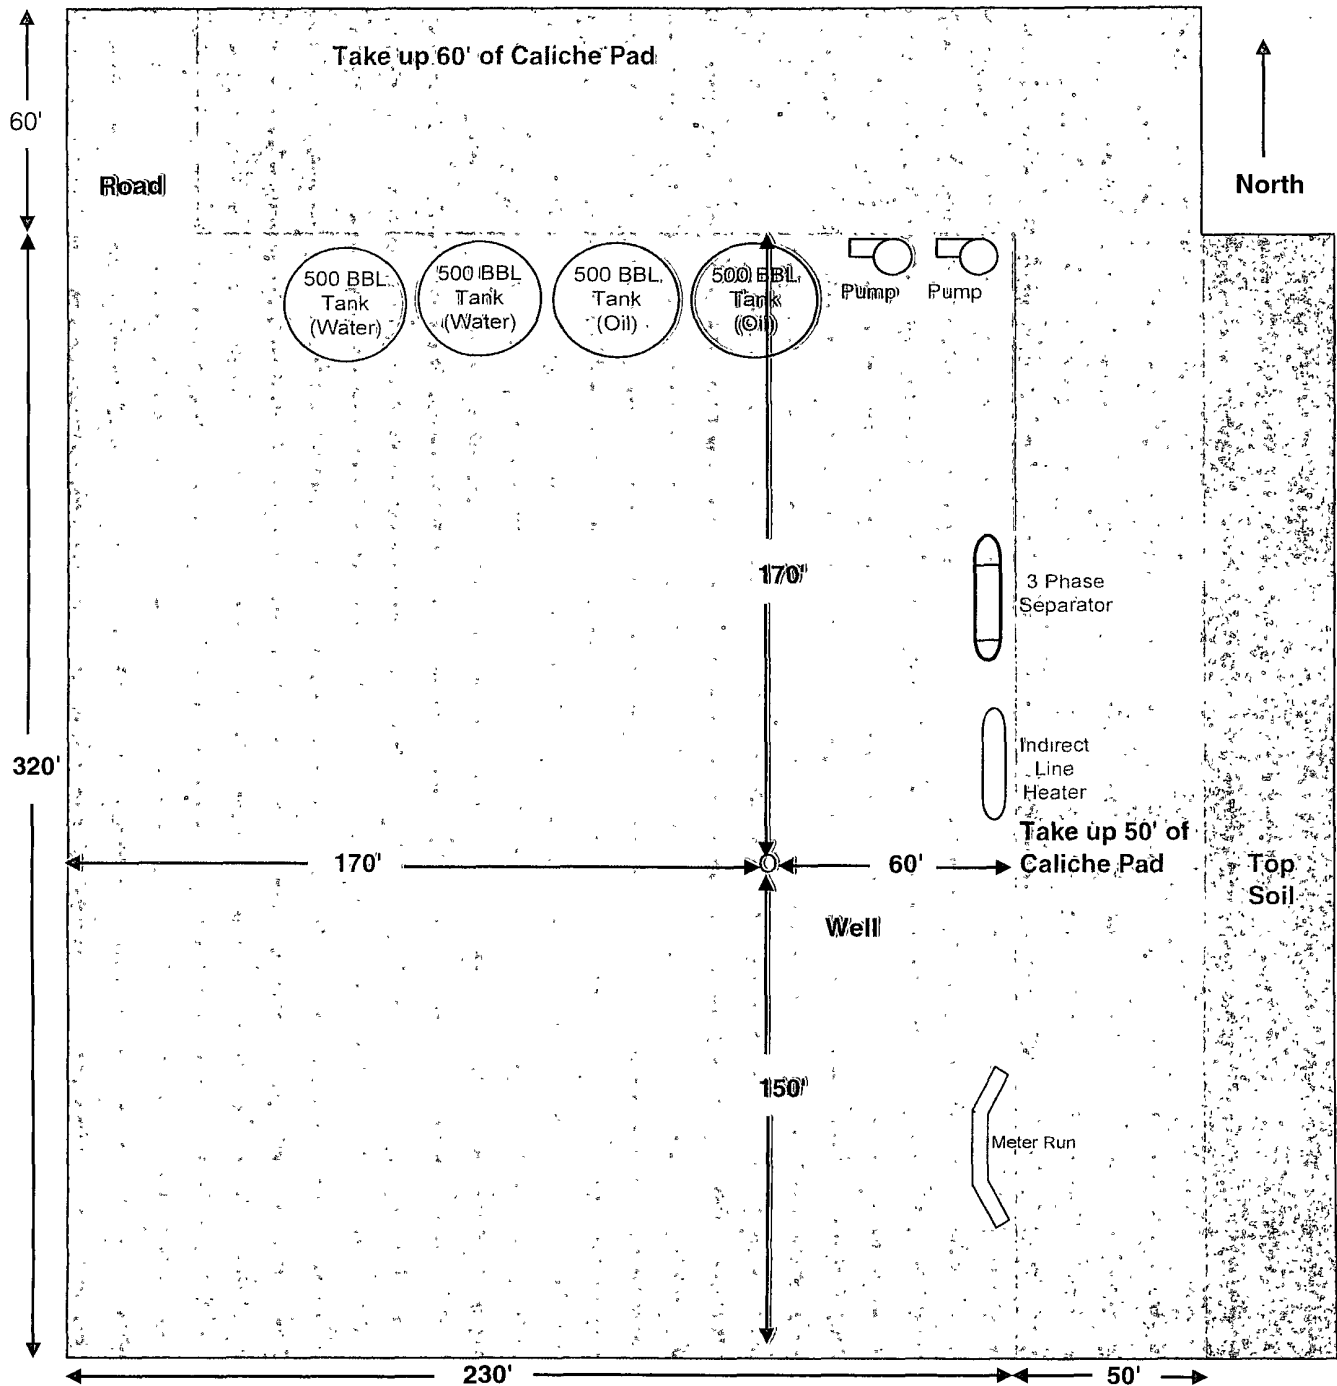 Take up 60' of Caliche Pad
60'
Road
North
500 BBL
Tank
(Water)
500 BBL
Tank
(Water)
500 BBL
Tank
(Oil)
500 BBL
Tank
(Oil)
Pump
Pump
170'
3 Phase
Separator
320'
Indirect
Line
Heater
Take up 50' of
Caliche Pad
170'
60'
Top
Soil
Well
150'
Meter Run
230'
50'